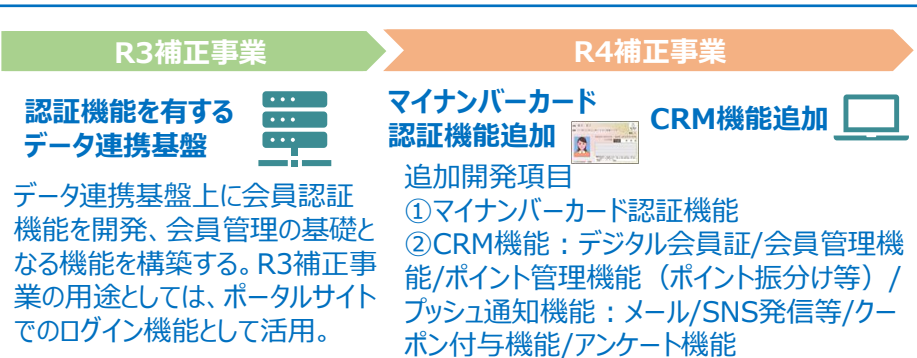 R3補正事業
R4補正事業
認証機能を有する
データ連携基盤
マイナンバーカード
認証機能追加
CRM機能追加
データ連携基盤上に会員認証
機能を開発、会員管理の基礎と
なる機能を構築する。R3補正事
業の用途としては、ポータルサイト
でのログイン機能として活用。
追加開発項目
①マイナンバーカード認証機能
②CRM機能：デジタル会員証/会員管理機
能/ポイント管理機能（ポイント振分け等）/
プッシュ通知機能：メール/SNS発信等/クー
ポン付与機能/アンケート機能